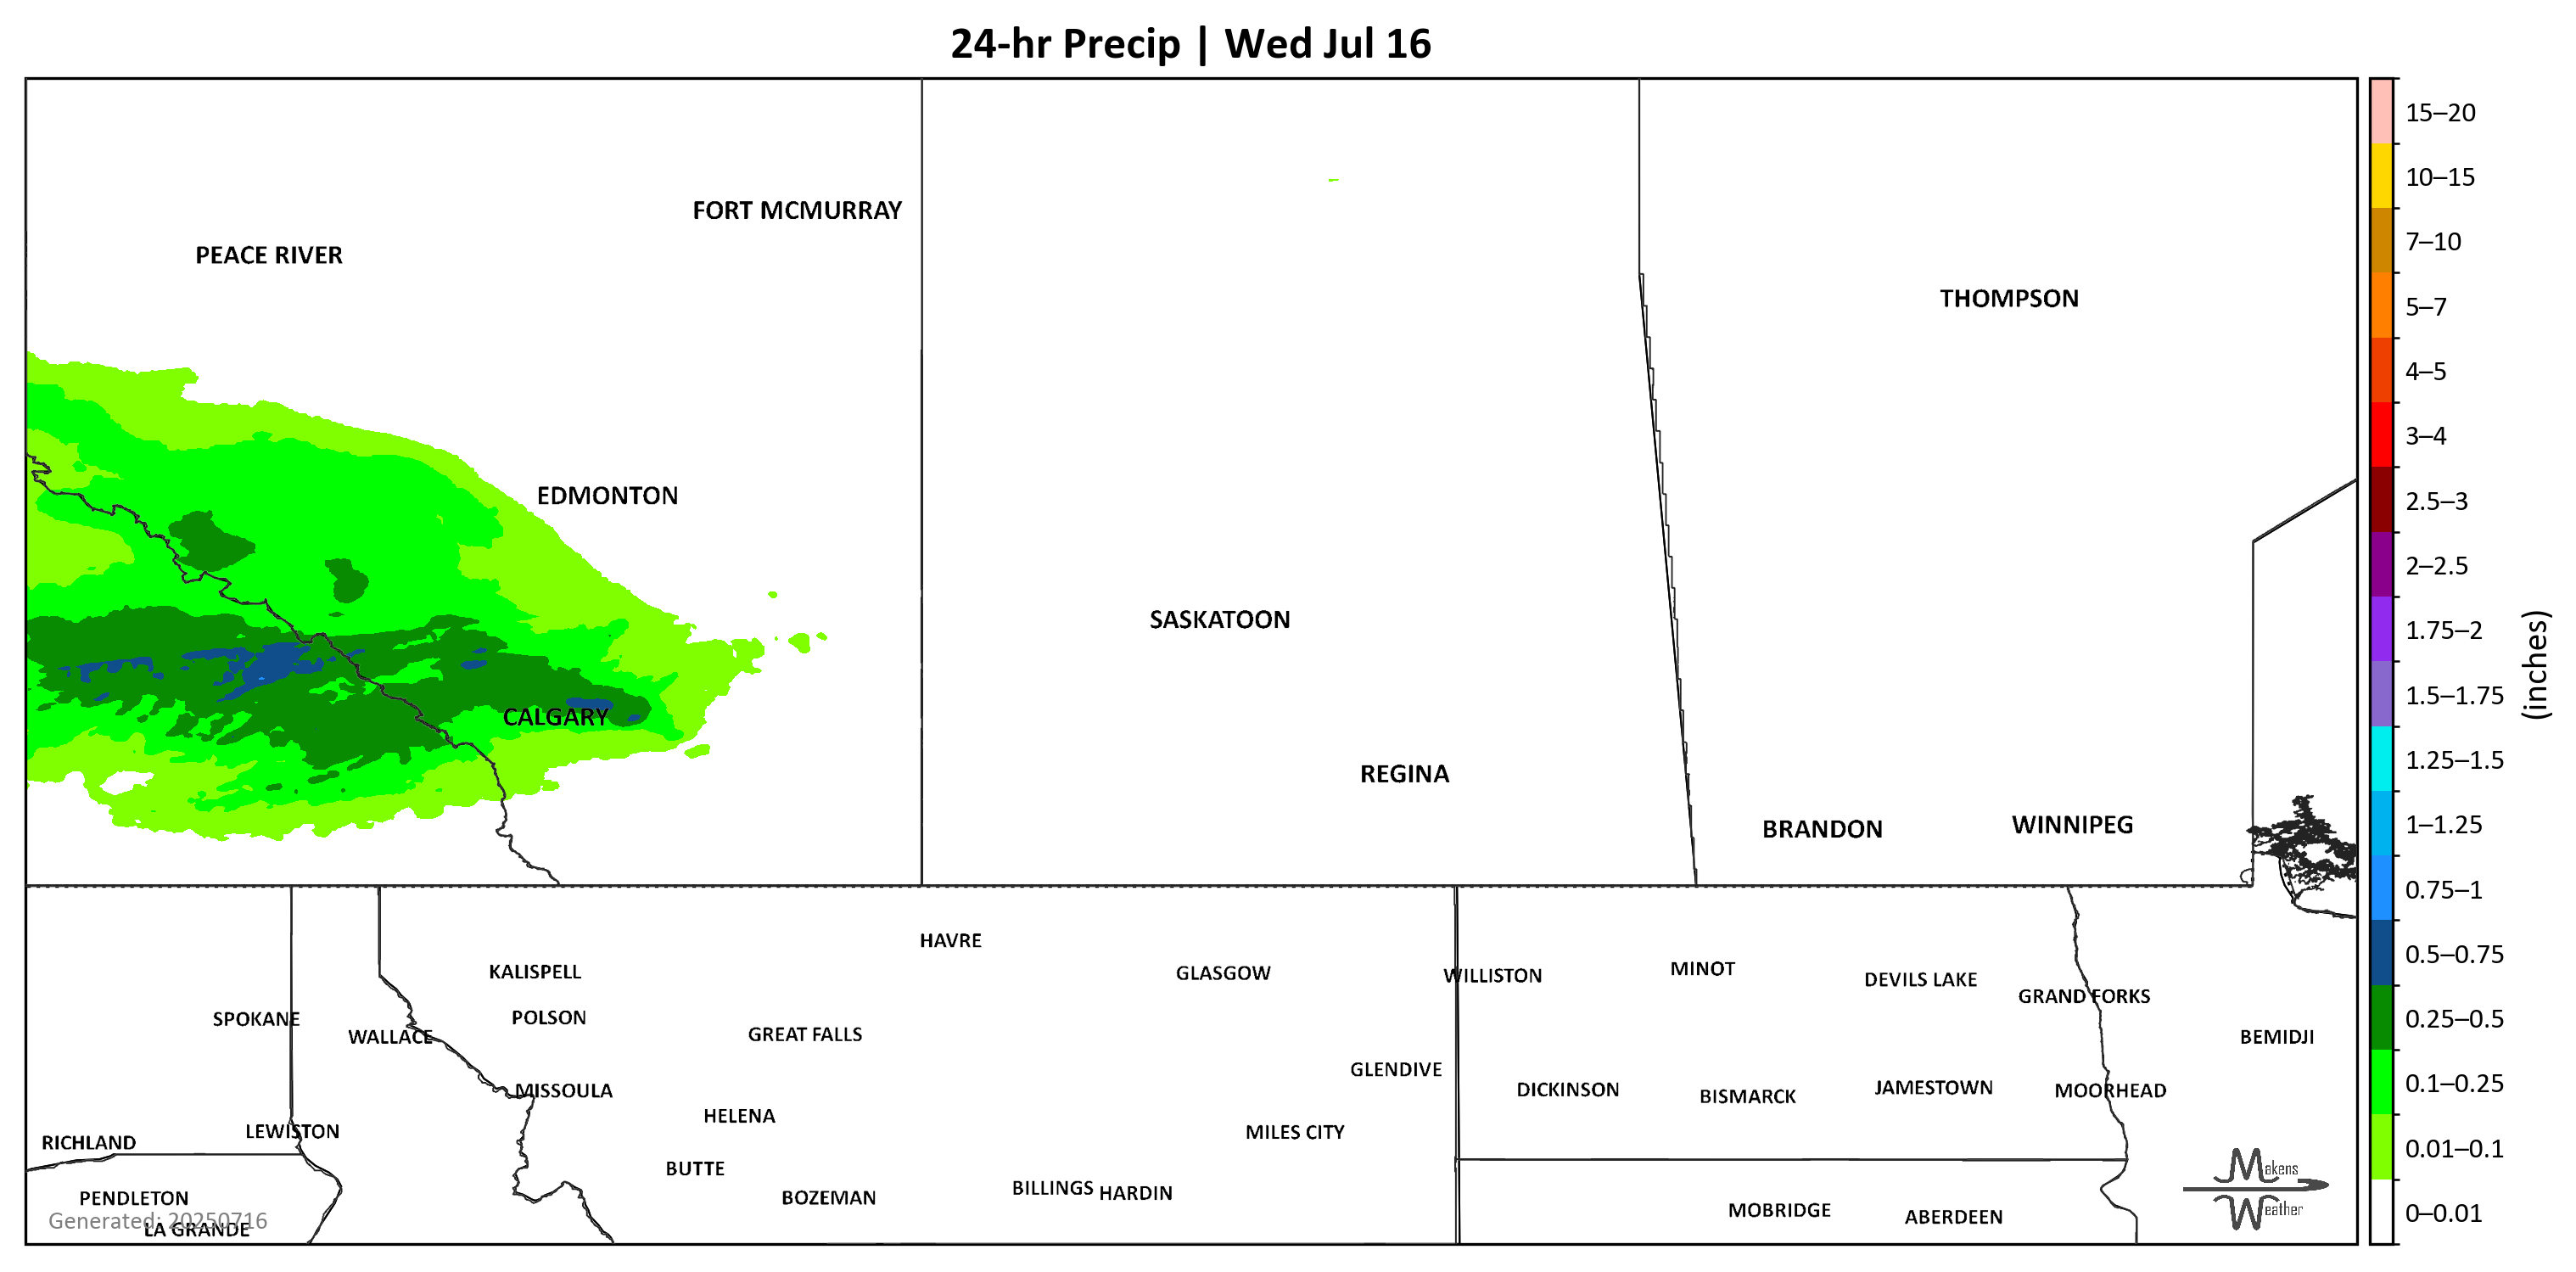 24-hr Precip | Wed Jul 16
15–20
10–15
7–10
5–7
4–5
3–4
2.5–3
2–2.5
1.75–2
1.5–1.75
1.25–1.5
1–1.25
0.75–1
0.5–0.75
0.25–0.5
0.1–0.25
0.01–0.1
0–0.01
(inches)
FORT MCMURRAY
PEACE RIVER
THOMPSON
EDMONTON
SASKATOON
CALGARY
REGINA
BRANDON
WINNIPEG
HAVRE
KALISPELL
GLASGOW
WILLISTON
MINOT
DEVILS LAKE
GRAND FORKS
SPOKANE
POLSON
WALLACE
GREAT FALLS
BEMIDJI
GLENDIVE
MISSOULA
DICKINSON
BISMARCK
JAMESTOWN
MOORHEAD
HELENA
LEWISTON
MILES CITY
RICHLAND
BUTTE
PENDLETON
BOZEMAN
BILLINGS
HARDIN
MOBRIDGE
ABERDEEN
Generated: 20250716
LA GRANDE
Makens
Weather